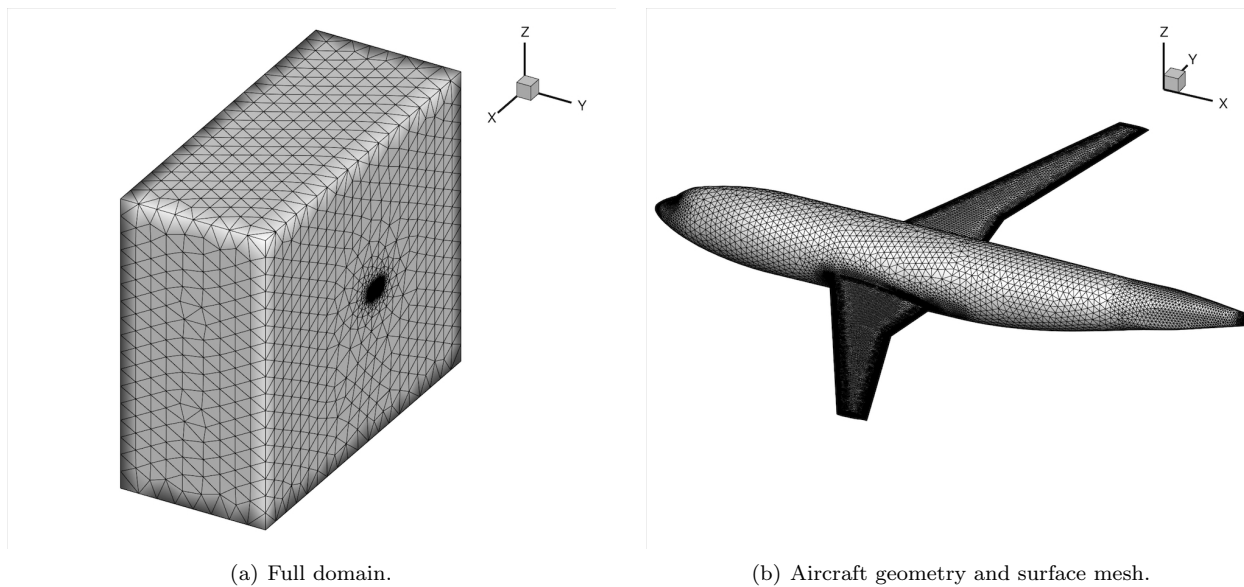 Z
X
Y
Z
Y
X
(a) Full domain.
(b) Aircraft geometry and surface mesh.